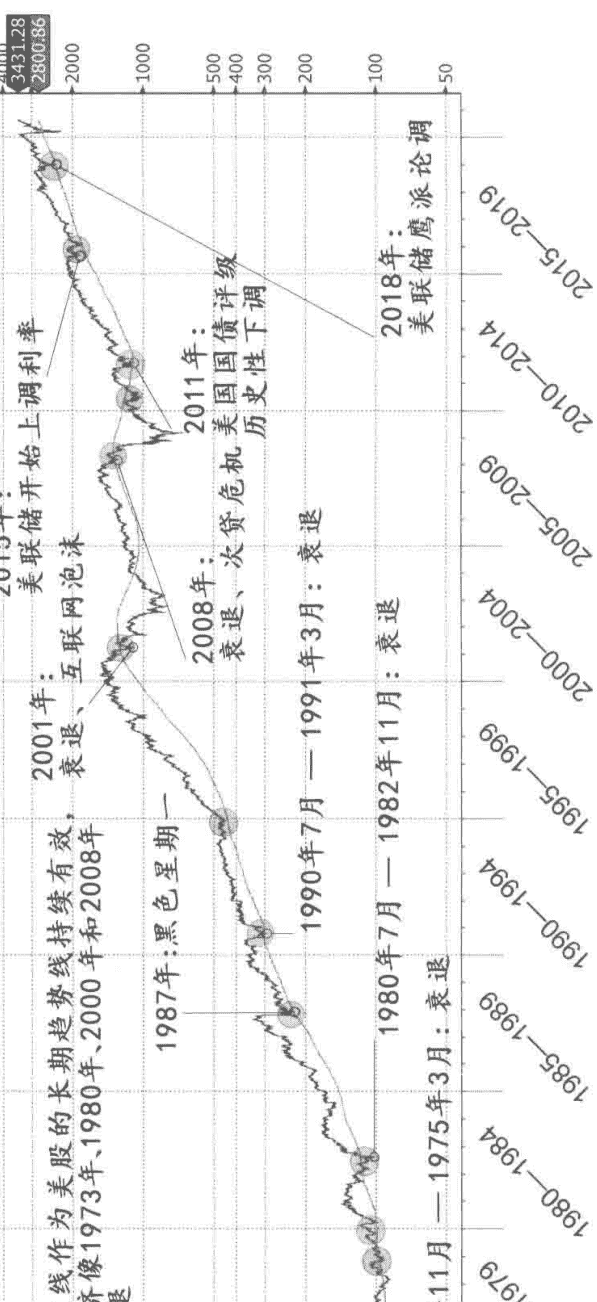 线作为美股的长期趋势线持续有效，
济像1973年、1980年、2000年和2008年
退
2001年：
衰退、互联网泡沫
2015年：
美联储开始上调利率
3431.28
2800.86
2000
1000
500
400
300
200
100
50
1987年:黑色星期一
2008年：
衰退、次贷危机
2011年：
美国国债评级
历史性下调
1990年7月 — 1991年3月：衰退
1980年7月 — 1982年11月：衰退
2018年：
美联储鹰派论调
11月 — 1975年3月：衰退
1979
1980—1984
1985—1989
1990—1994
1995—1999
2000—2004
2005—2009
2010—2014
2015—2019